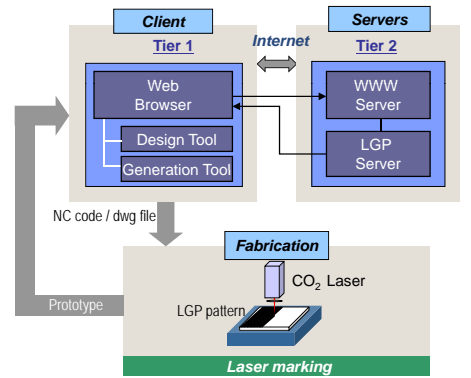 Client
Internet
Servers
Tier 1
Tier 2
Web
Browser
Design Tool
Generation Tool
WWW
Server
LGP
Server
NC code / dwg file
Fabrication
CO2 Laser
LGP pattern
Prototype
Laser marking